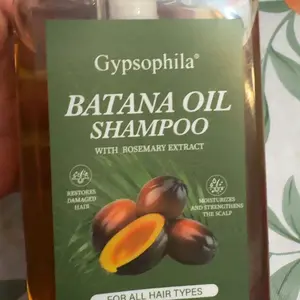 Gypsophila®
BATANA OIL
SHAMPOO
WITH ROSEMARY EXTRACT
RESTORES
DAMAGED
HAIR
MOISTURIZES
AND STRENGTHENS
THE SCALP
FOR ALL HAIR TYPES